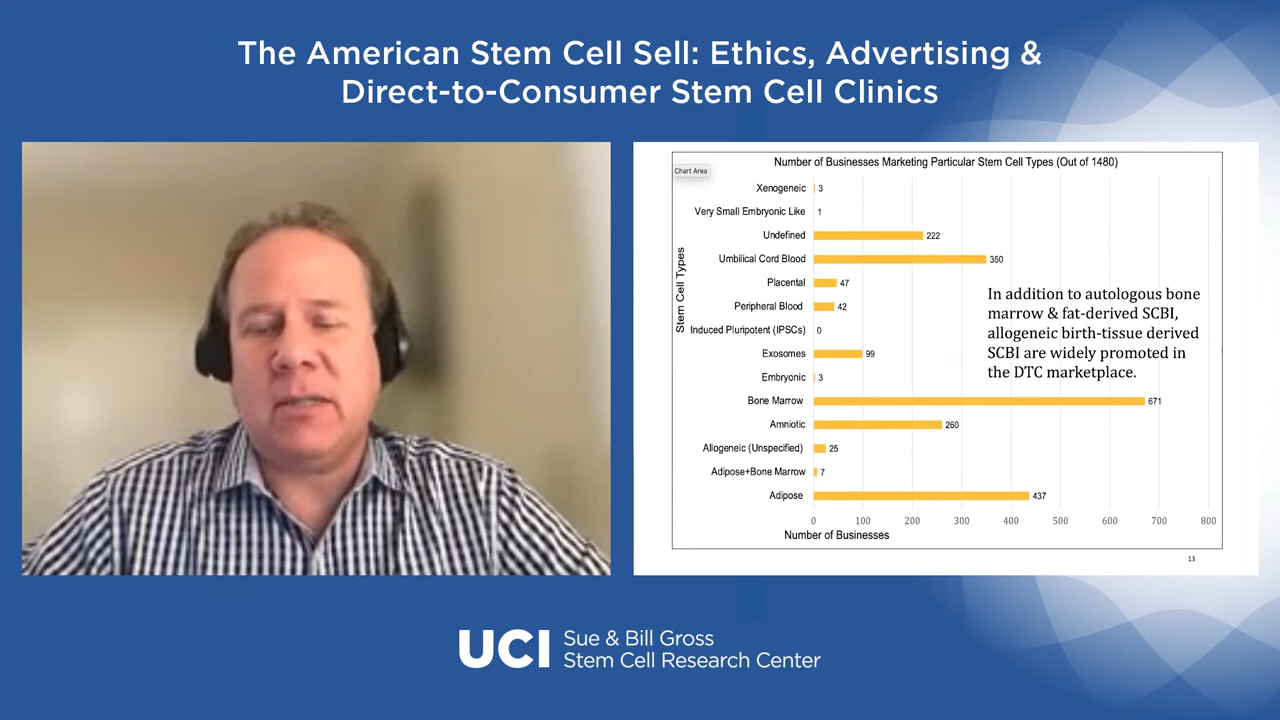 The American Stem Cell Sell: Ethics, Advertising &
Direct-to-Consumer Stem Cell Clinics
Number of Businesses Marketing Particular Stem Cell Types (Out of 1480)
Chart Area
Stem Cell Types
Xenogeneic 3
Very Small Embryonic Like 1
Undefined 222
Umbilical Cord Blood 350
Placental 47
Peripheral Blood 42
Induced Pluripotent (IPSCs) 0
Exosomes 99
Embryonic 3
Bone Marrow 671
Amniotic 260
Allogeneic (Unspecified) 25
Adipose+Bone Marrow 7
Adipose 437
0 100 200 300 400 500 600 700 800
Number of Businesses
In addition to autologous bone
marrow & fat-derived SCBI,
allogeneic birth-tissue derived
SCBI are widely promoted in
the DTC marketplace.
13
UCI
Sue & Bill Gross
Stem Cell Research Center